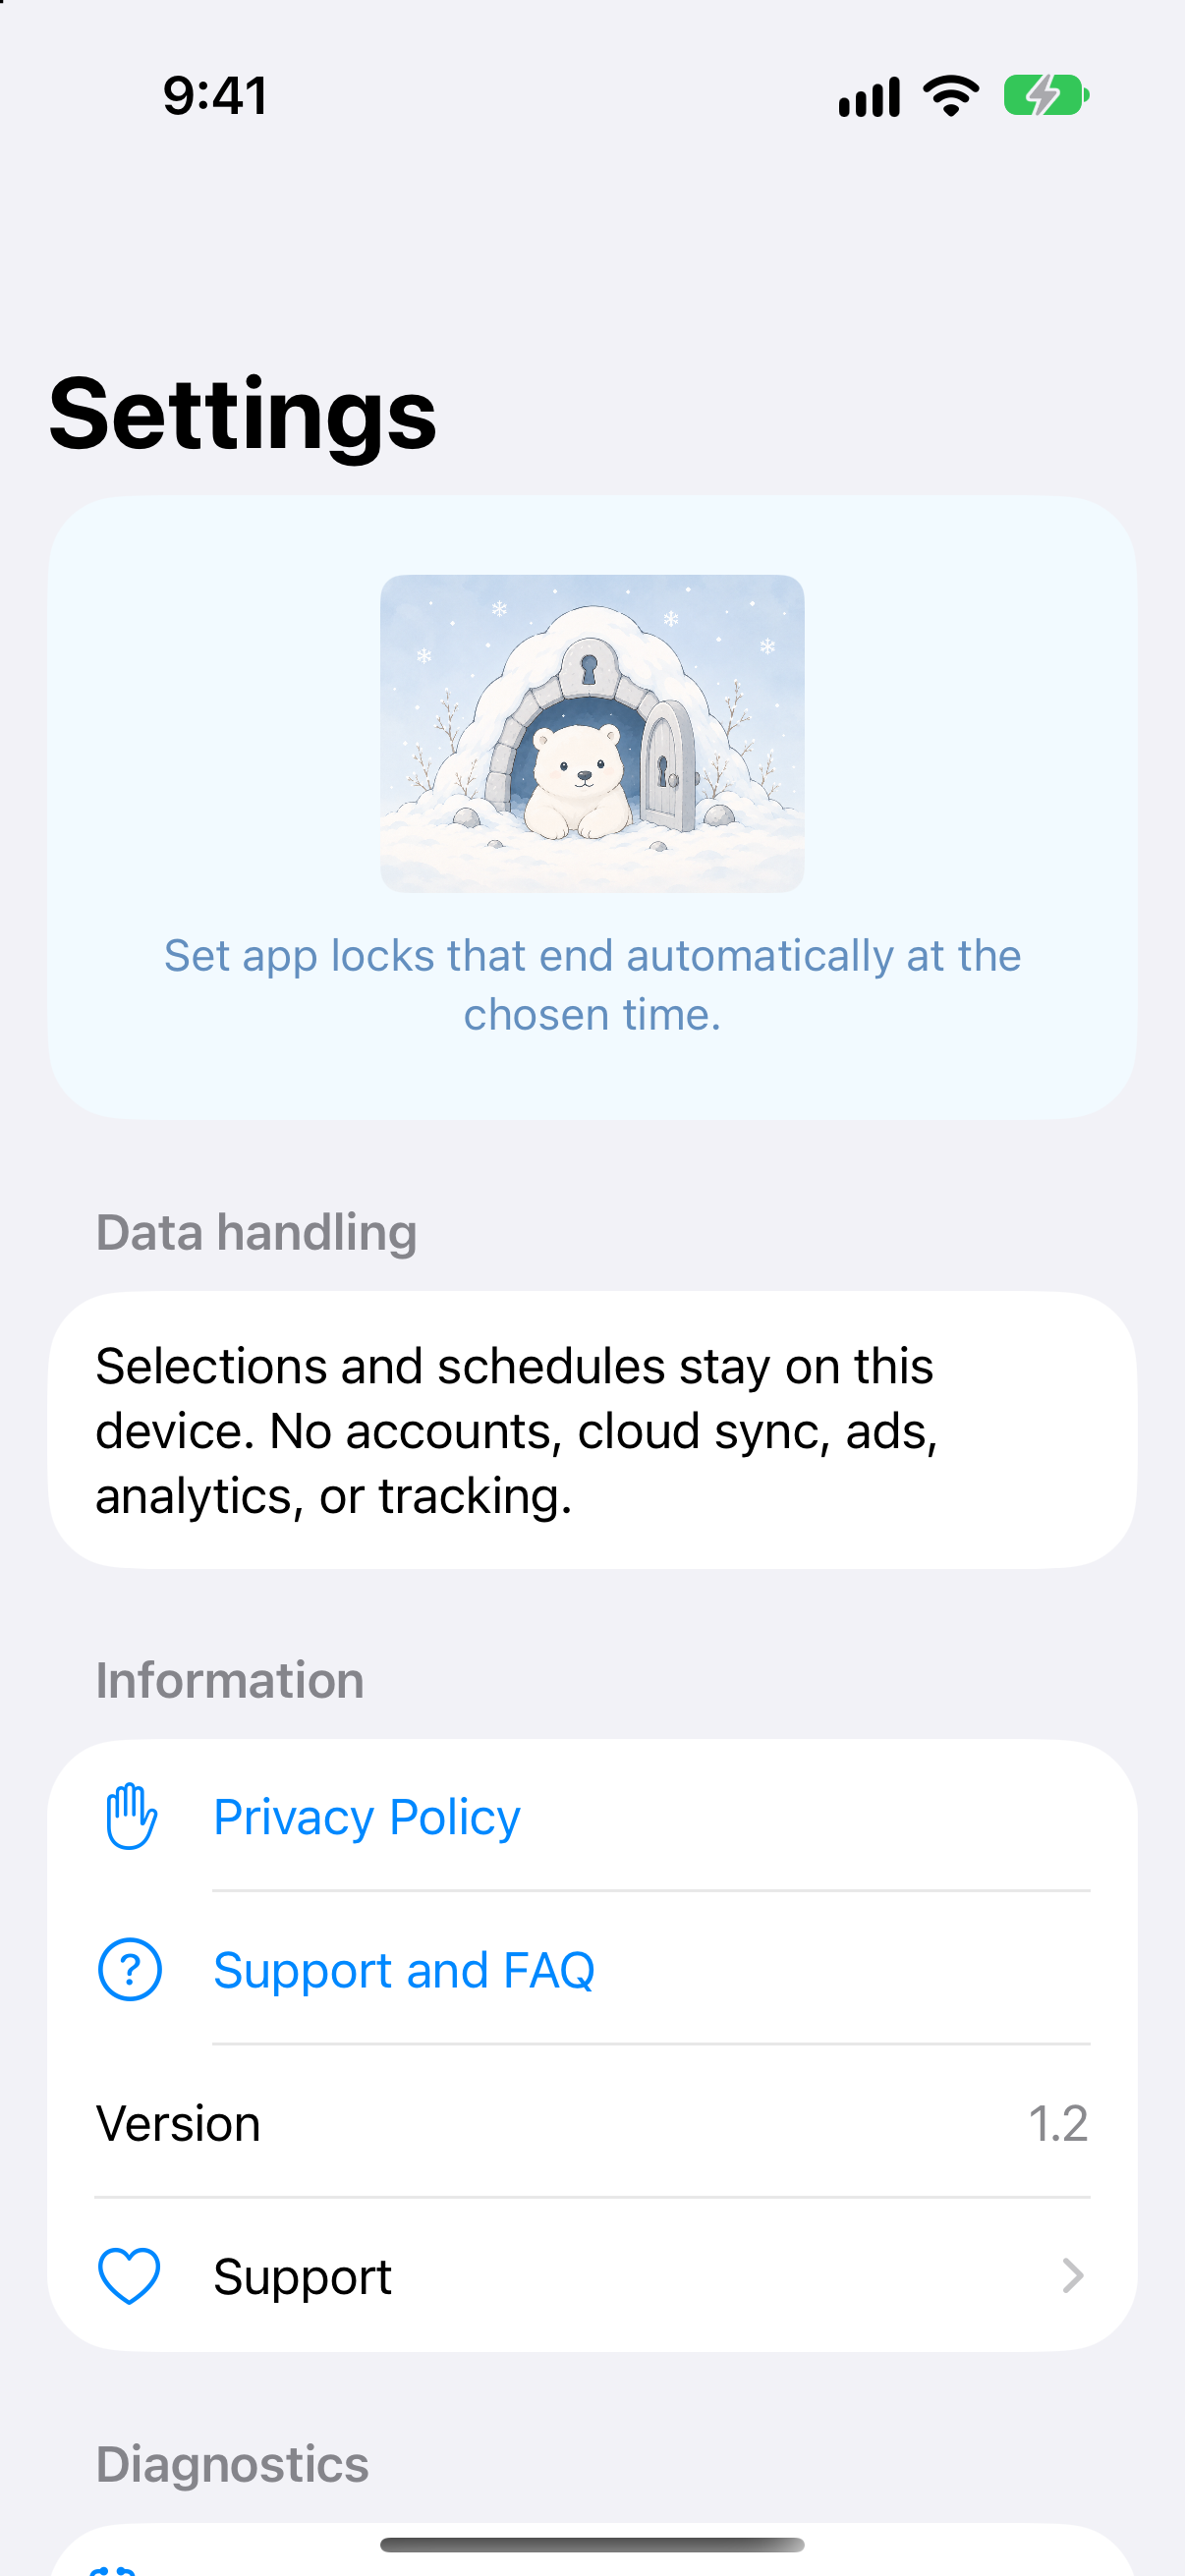 9:41
Settings
Set app locks that end automatically at the
chosen time.
Data handling
Selections and schedules stay on this
device. No accounts, cloud sync, ads,
analytics, or tracking.
Information
Privacy Policy
Support and FAQ
Version 1.2
Support
Diagnostics